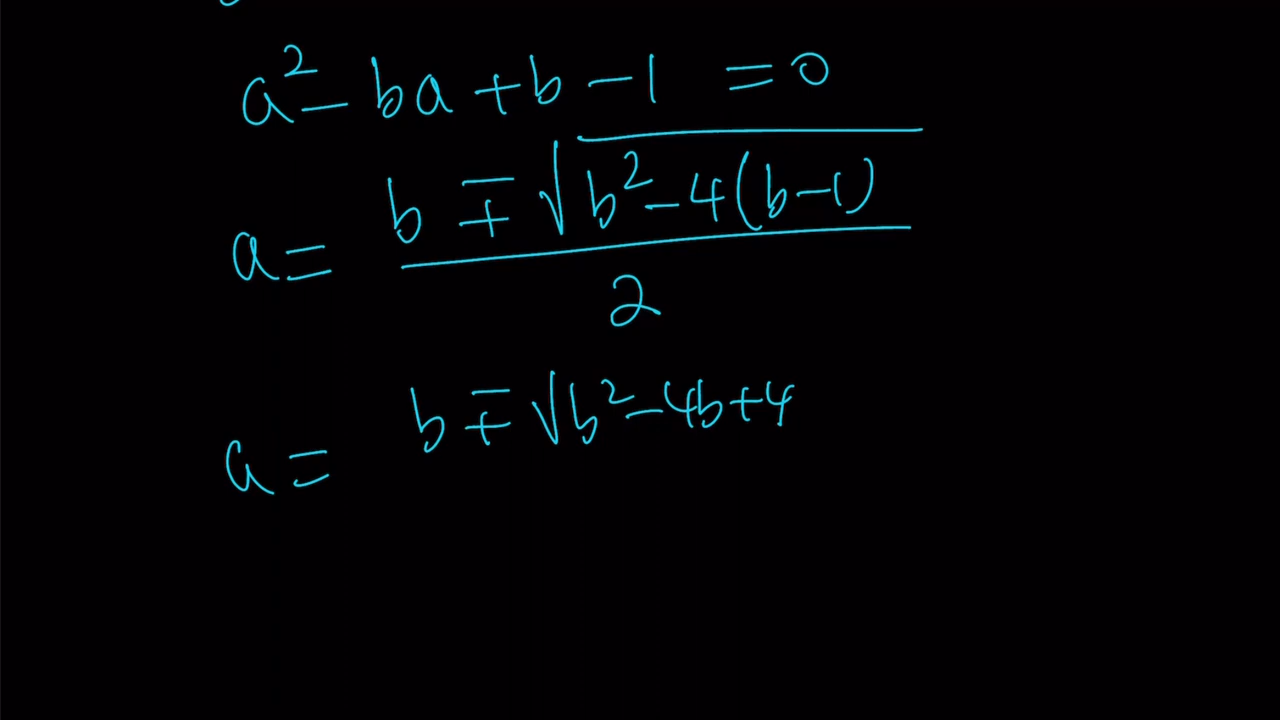 a² - ba + b - 1 = 0
a = (b ∓ √(b² - 4(b-1))) / 2
a = b ∓ √b² - 4b + 4